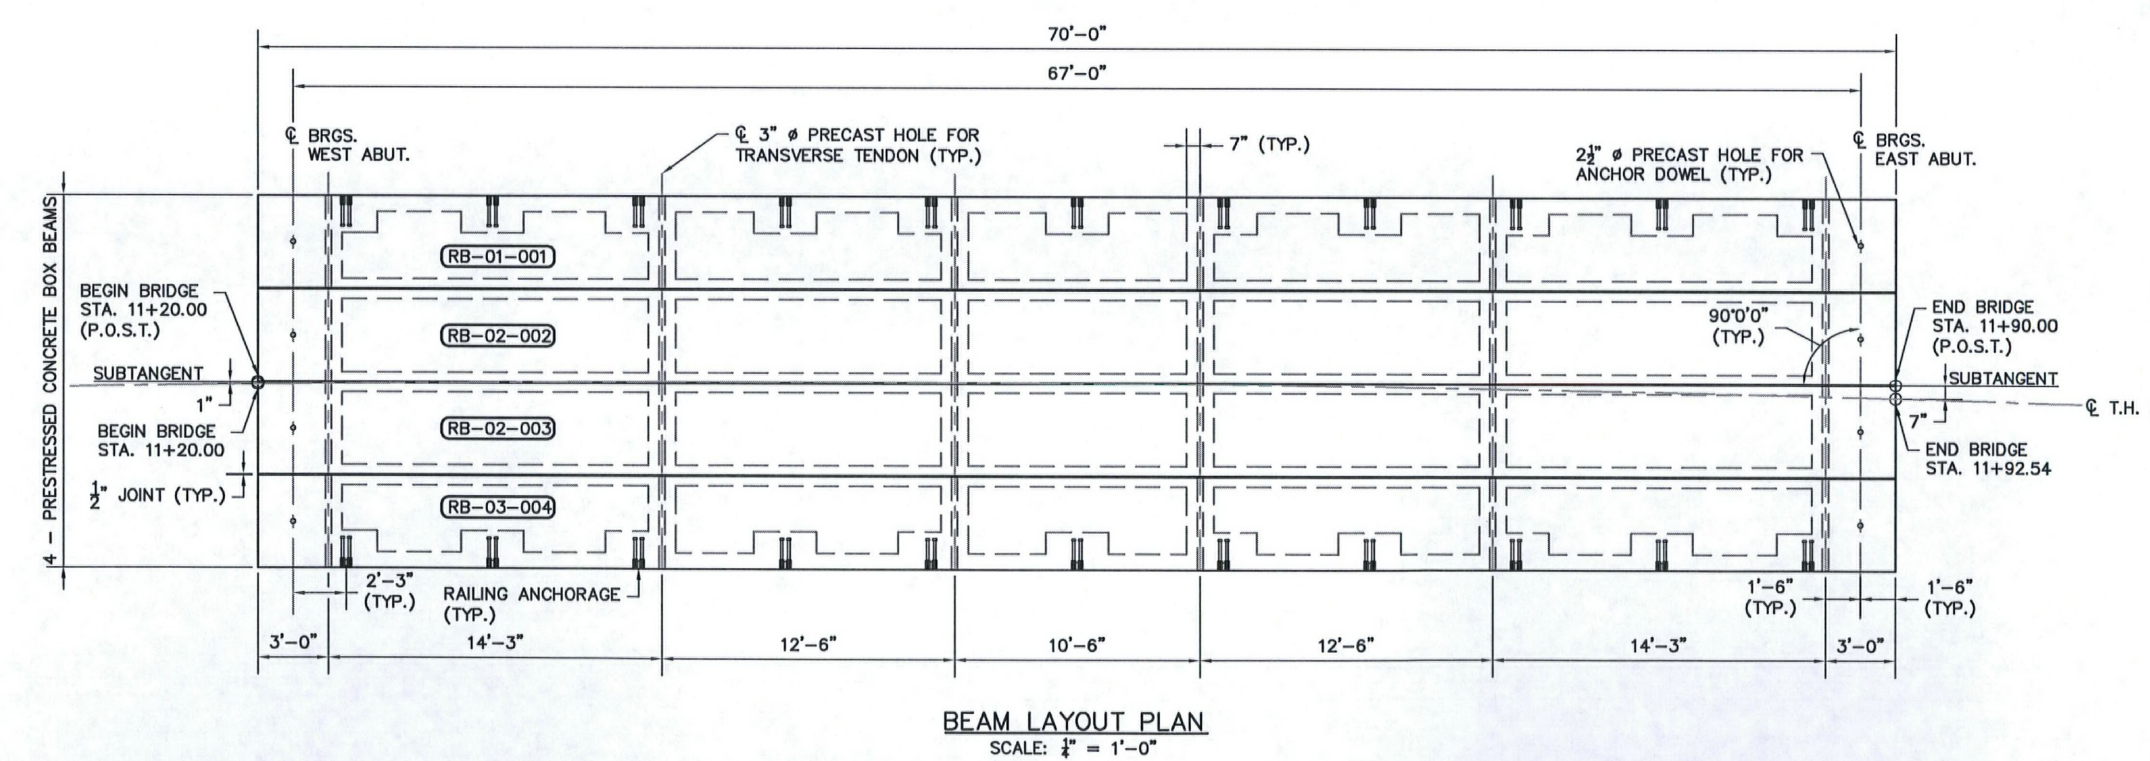 70'-0"
67'-0"
℄ BRGS.
WEST ABUT.
℄ 3" ø PRECAST HOLE FOR
TRANSVERSE TENDON (TYP.)
7" (TYP.)
2½" ø PRECAST HOLE FOR
ANCHOR DOWEL (TYP.)
℄ BRGS.
EAST ABUT.
4 - PRESTRESSED CONCRETE BOX BEAMS
RB-01-001
BEGIN BRIDGE
STA. 11+20.00
(P.O.S.T.)
RB-02-002
90°0'0"
(TYP.)
END BRIDGE
STA. 11+90.00
(P.O.S.T.)
SUBTANGENT
SUBTANGENT
1"
7"
℄ T.H.
BEGIN BRIDGE
STA. 11+20.00
RB-02-003
END BRIDGE
STA. 11+92.54
½" JOINT (TYP.)
RB-03-004
2'-3"
(TYP.)
RAILING ANCHORAGE
(TYP.)
1'-6"
(TYP.)
1'-6"
(TYP.)
3'-0"
14'-3"
12'-6"
10'-6"
12'-6"
14'-3"
3'-0"
BEAM LAYOUT PLAN
SCALE: ¼" = 1'-0"